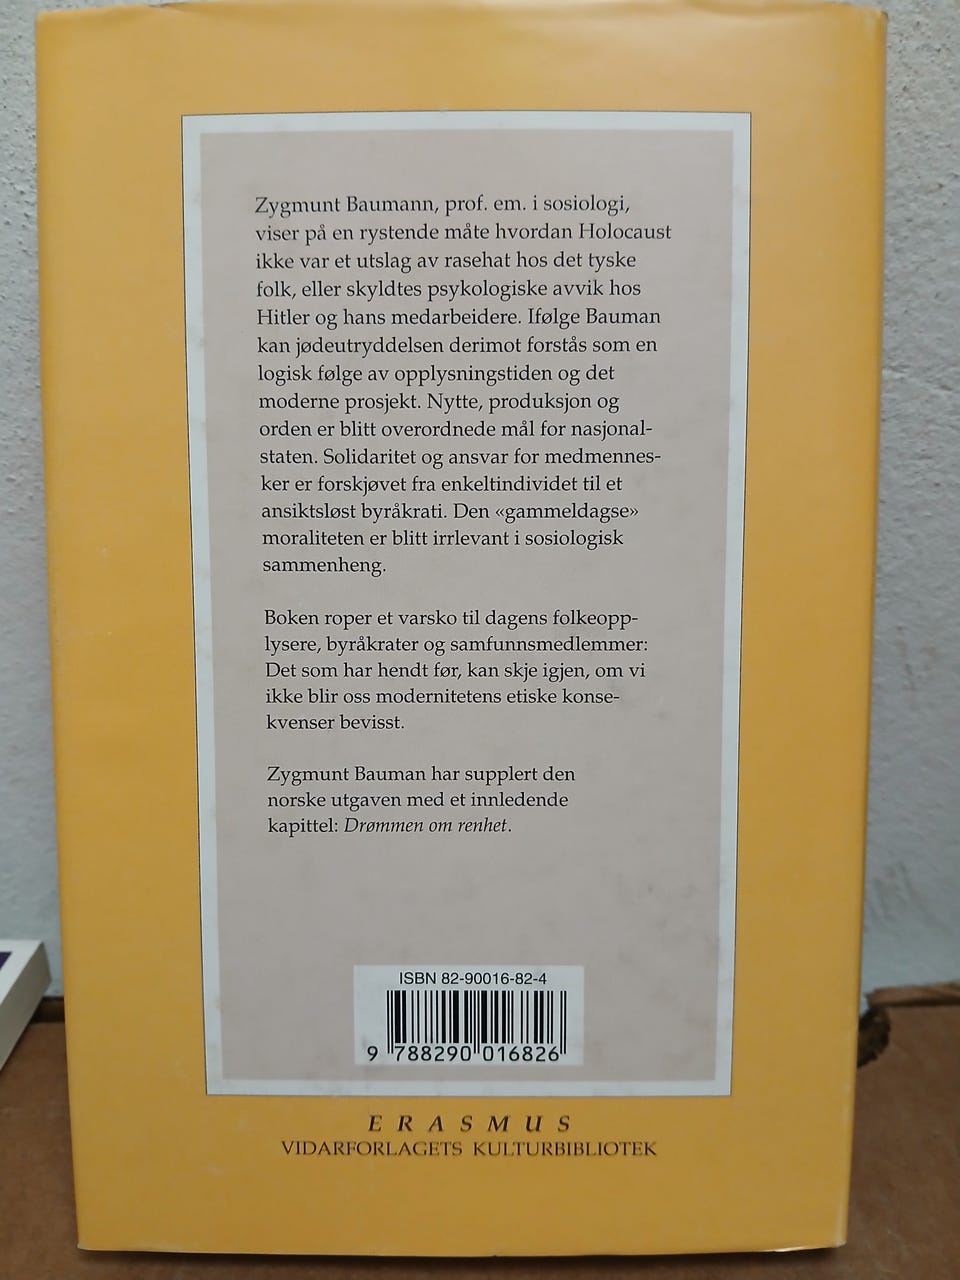 Zygmunt Baumann, prof. em. i sosiologi,
viser på en rystende måte hvordan Holocaust
ikke var et utslag av rasehat hos det tyske
folk, eller skyldtes psykologiske avvik hos
Hitler og hans medarbeidere. Ifølge Bauman
kan jødeutryddelsen derimot forstås som en
logisk følge av opplysningstiden og det
moderne prosjekt. Nytte, produksjon og
orden er blitt overordnede mål for nasjonal-
staten. Solidaritet og ansvar for medmennes-
ker er forskjøvet fra enkeltindividet til et
ansiktsløst byråkrati. Den «gammeldagse»
moraliteten er blitt irrlevant i sosiologisk
sammenheng.
Boken roper et varsko til dagens folkeopp-
lysere, byråkrater og samfunnsmedlemmer:
Det som har hendt før, kan skje igjen, om vi
ikke blir oss modernitetens etiske konse-
kvenser bevisst.
Zygmunt Bauman har supplert den
norske utgaven med et innledende
kapittel: Drømmen om renhet.
ISBN 82-90016-82-4
9 788290 016826
ERASMUS
VIDARFORLAGETS KULTURBIBLIOTEK